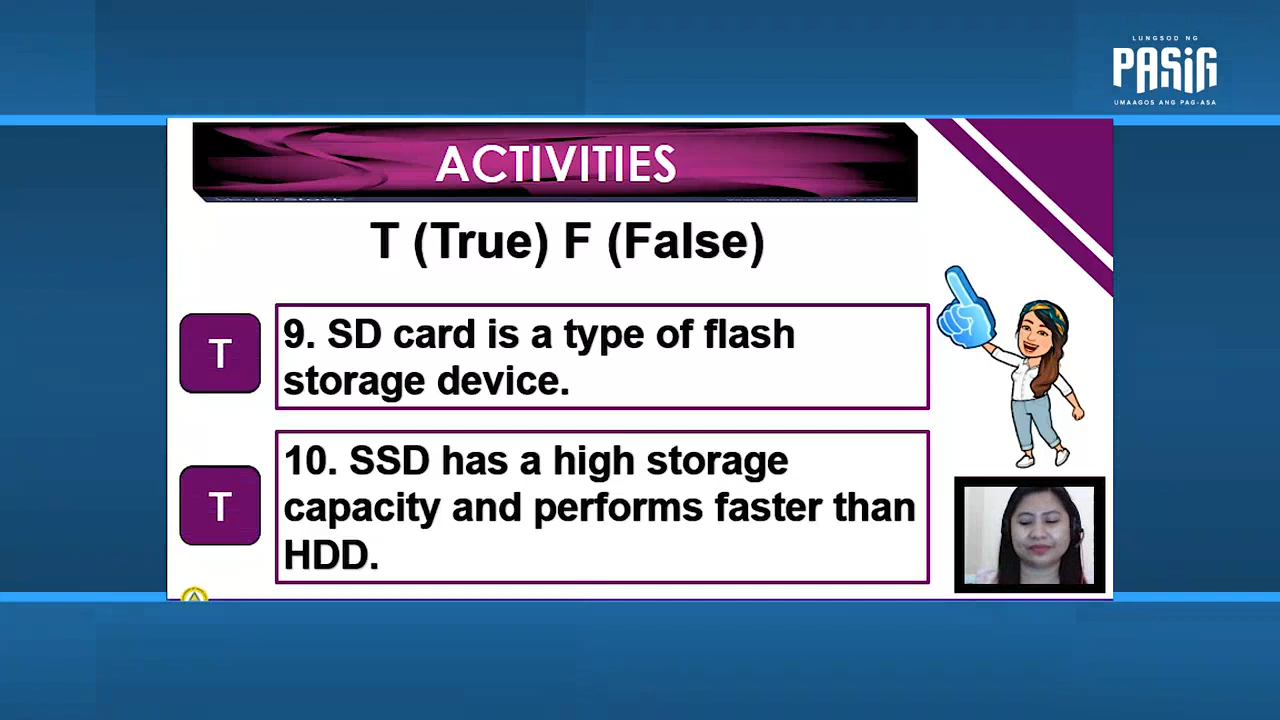 LUNGSOD NG
PASiG
UMAAGOS ANG PAG-ASA
ACTIVITIES
T (True) F (False)
T
9. SD card is a type of flash
storage device.
T
10. SSD has a high storage
capacity and performs faster than
HDD.